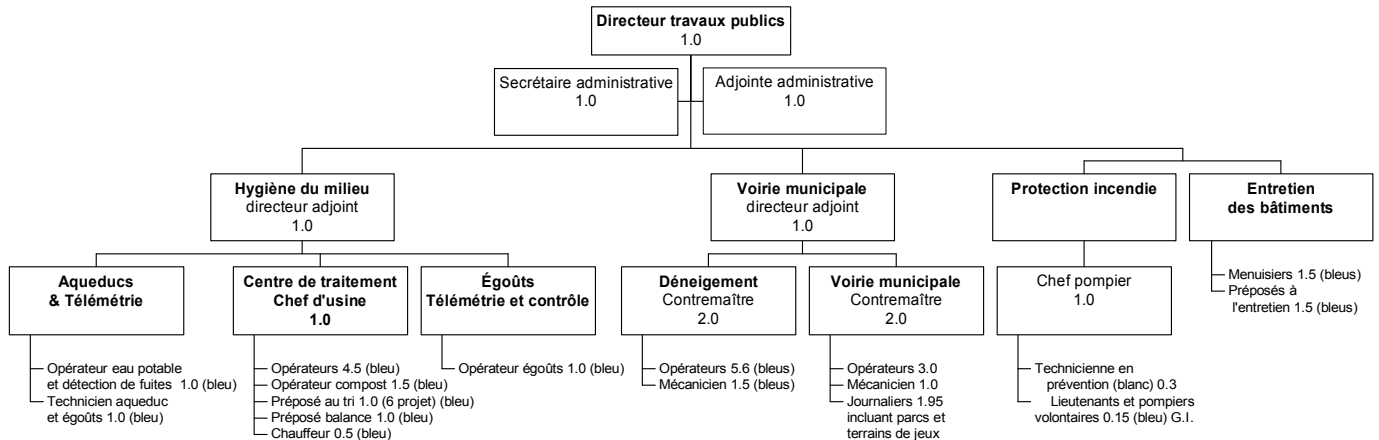 Directeur travaux publics
1.0
Secrétaire administrative
1.0
Adjointe administrative
1.0
Hygiène du milieu
directeur adjoint
1.0
Voirie municipale
directeur adjoint
1.0
Protection incendie
Entretien
des bâtiments
Aqueducs
& Télémétrie
Centre de traitement
Chef d'usine
1.0
Égoûts
Télémétrie et contrôle
Déneigement
Contremaître
2.0
Voirie municipale
Contremaître
2.0
Chef pompier
1.0
Menuisiers 1.5 (bleus)
Préposés à
l'entretien 1.5 (bleus)
Opérateur eau potable
et détection de fuites 1.0 (bleu)
Technicien aqueduc
et égoûts 1.0 (bleu)
Opérateurs 4.5 (bleu)
Opérateur compost 1.5 (bleu)
Préposé au tri 1.0 (6 projet) (bleu)
Préposé balance 1.0 (bleu)
Chauffeur 0.5 (bleu)
Opérateur égoûts 1.0 (bleu)
Opérateurs 5.6 (bleus)
Mécanicien 1.5 (bleus)
Opérateurs 3.0
Mécanicien 1.0
Journaliers 1.95
incluant parcs et
terrains de jeux
Technicienne en
prévention (blanc) 0.3
Lieutenants et pompiers
volontaires 0.15 (bleu) G.I.